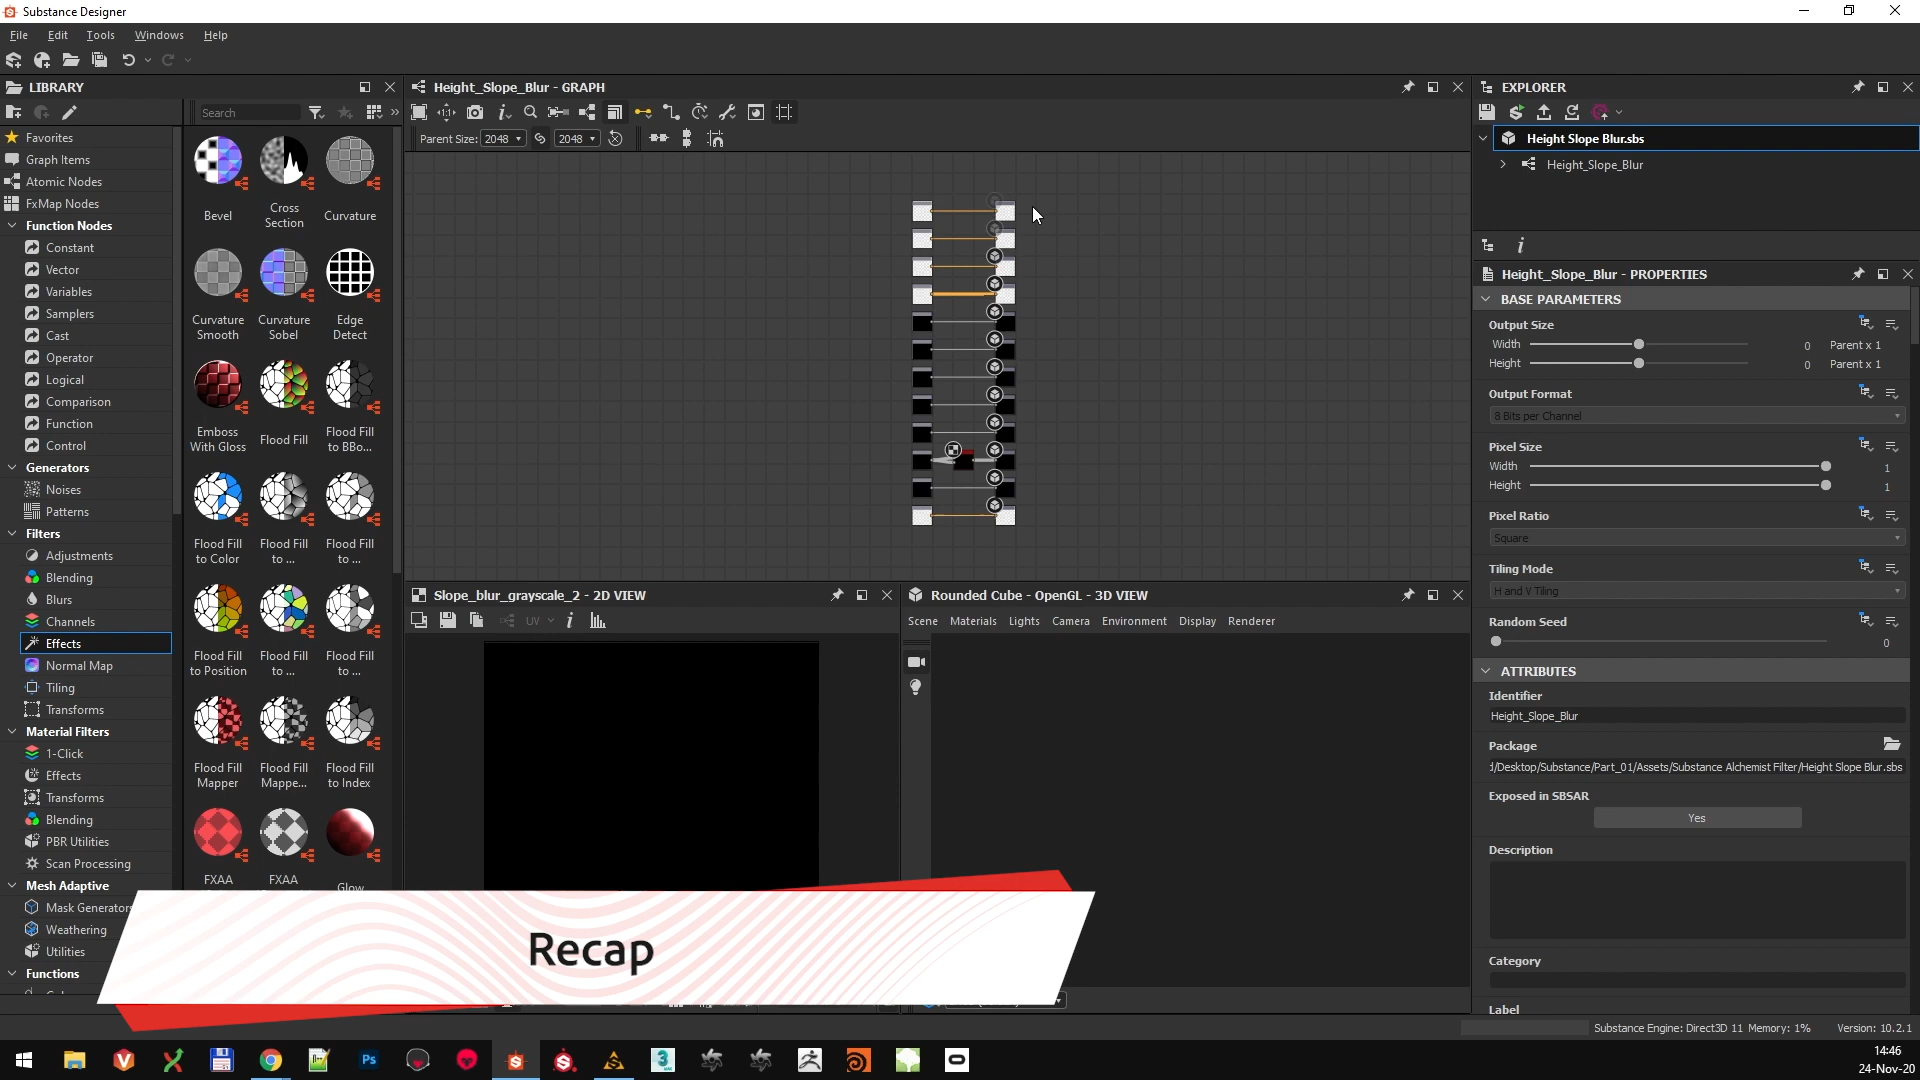 Substance Designer
File Edit Tools Windows Help
LIBRARY
Height_Slope_Blur - GRAPH
EXPLORER
Search
Parent Size: 2048 2048
Favorites
Graph Items
Atomic Nodes
FxMap Nodes
Function Nodes
Constant
Vector
Variables
Samplers
Cast
Operator
Logical
Comparison
Function
Control
Generators
Noises
Patterns
Filters
Adjustments
Blending
Blurs
Channels
Effects
Normal Map
Tiling
Transforms
Material Filters
1-Click
Effects
Transforms
Blending
PBR Utilities
Scan Processing
Mesh Adaptive
Mask Generators
Weathering
Utilities
Functions
Bevel
Cross Section
Curvature
Curvature Smooth
Curvature Sobel
Edge Detect
Emboss With Gloss
Flood Fill
Flood Fill to BBo...
Flood Fill to Color
Flood Fill to ...
Flood Fill to ...
Flood Fill to Position
Flood Fill to ...
Flood Fill to ...
Flood Fill Mapper
Flood Fill Mappe...
Flood Fill to Index
FXAA
FXAA
Glow
Slope_blur_grayscale_2 - 2D VIEW
UV
Rounded Cube - OpenGL - 3D VIEW
Scene Materials Lights Camera Environment Display Renderer
Height Slope Blur.sbs
Height_Slope_Blur
Height_Slope_Blur - PROPERTIES
BASE PARAMETERS
Output Size
Width 0 Parent x 1
Height 0 Parent x 1
Output Format
8 Bits per Channel
Pixel Size
Width 1
Height 1
Pixel Ratio
Square
Tiling Mode
H and V Tiling
Random Seed
0
ATTRIBUTES
Identifier
Height_Slope_Blur
Package
/Desktop/Substance/Part_01/Assets/Substance Alchemist Filter/Height Slope Blur.sbs
Exposed in SBSAR
Yes
Description
Category
Label
Recap
Substance Engine: Direct3D 11 Memory: 1% Version: 10.2.1
Ps
3
14:46
24-Nov-20